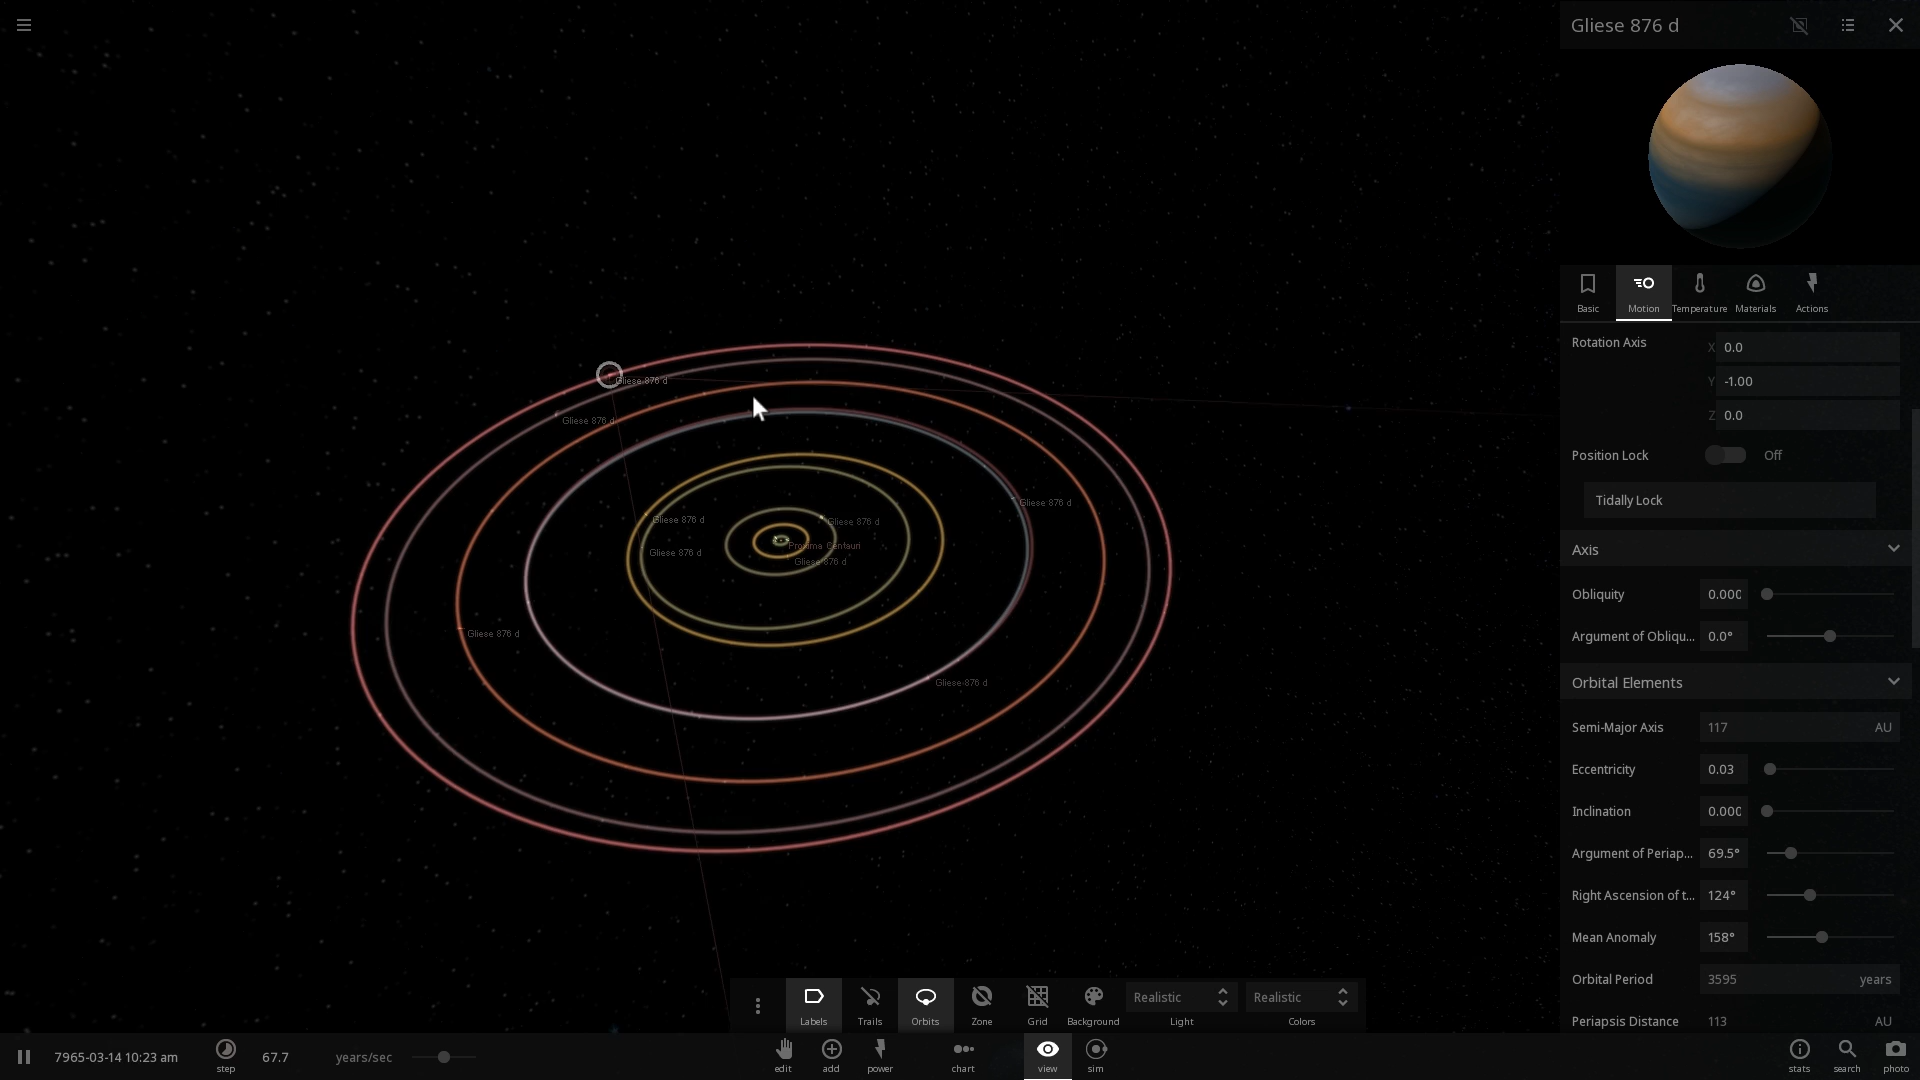 Gliese 876 d
Basic
Motion
Temperature
Materials
Actions
Rotation Axis
X 0.0
Y -1.00
Z 0.0
Position Lock Off
Tidally Lock
Axis
Obliquity 0.000
Argument of Obliqu... 0.0°
Orbital Elements
Semi-Major Axis 117 AU
Eccentricity 0.03
Inclination 0.000
Argument of Periap... 69.5°
Right Ascension of t... 124°
Mean Anomaly 158°
Orbital Period 3595 years
Periapsis Distance 113 AU
Gliese 876 d
Gliese 876 d
Gliese 876 d
Gliese 876 d
Gliese 876 d
Proxima Centauri
Gliese 876 d
Gliese 876 d
Gliese 876 d
Gliese 876 d
Labels
Trails
Orbits
Zone
Grid
Background
Realistic
Light
Realistic
Colors
7965-03-14 10:23 am
step
67.7 years/sec
edit
add
power
chart
view
sim
stats
search
photo